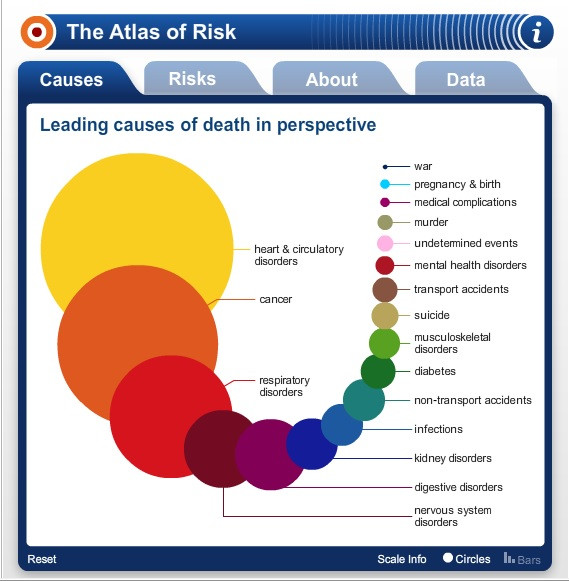 The Atlas of Risk
i
Causes
Risks
About
Data
Leading causes of death in perspective
war
pregnancy & birth
medical complications
murder
undetermined events
mental health disorders
transport accidents
suicide
musculoskeletal
disorders
diabetes
non-transport accidents
infections
kidney disorders
digestive disorders
nervous system
disorders
heart & circulatory
disorders
cancer
respiratory
disorders
Reset
Scale Info
Circles
Bars